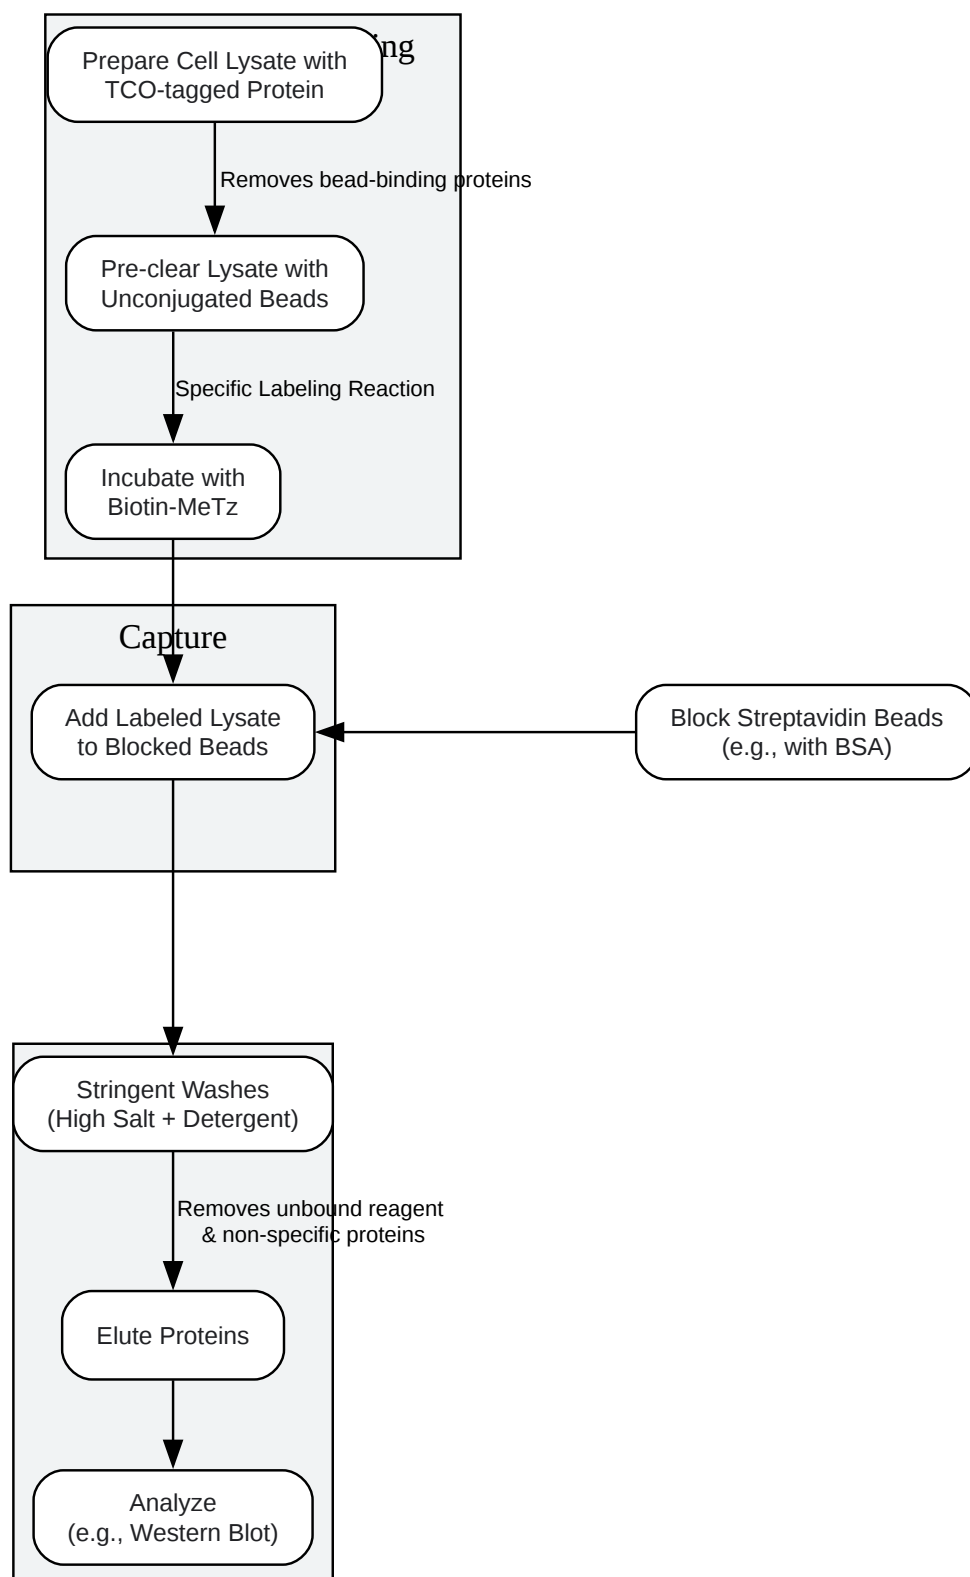 Prepare Cell Lysate with
TCO-tagged Protein
Removes bead-binding proteins
Pre-clear Lysate with
Unconjugated Beads
Specific Labeling Reaction
Incubate with
Biotin-MeTz
Capture
Add Labeled Lysate
to Blocked Beads
Block Streptavidin Beads
(e.g., with BSA)
Stringent Washes
(High Salt + Detergent)
Removes unbound reagent
& non-specific proteins
Elute Proteins
Analyze
(e.g., Western Blot)